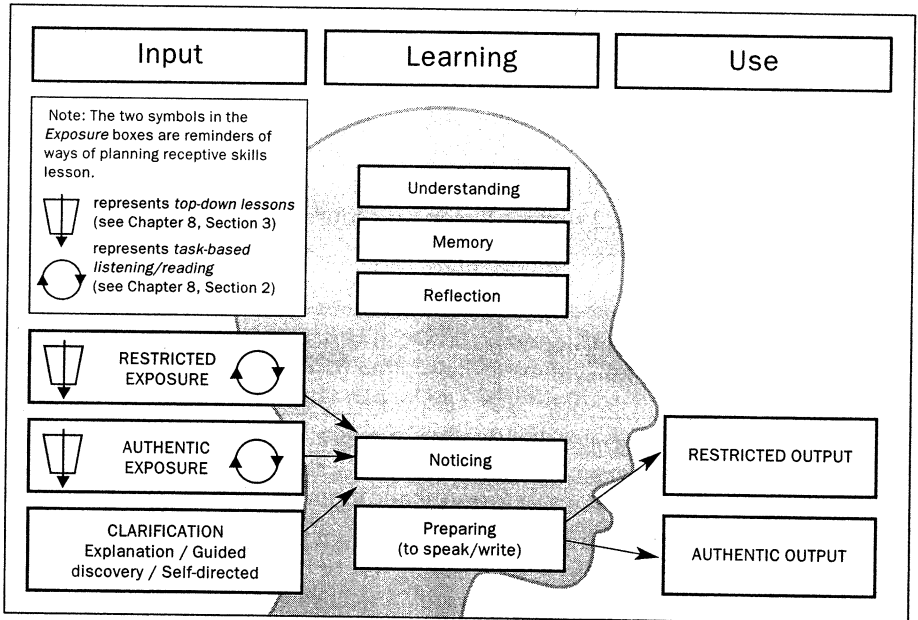 Input
Learning
Use
Note: The two symbols in the
Exposure boxes are reminders of
ways of planning receptive skills
lesson.
represents top-down lessons
(see Chapter 8, Section 3)
represents task-based
listening/reading
(see Chapter 8, Section 2)
Understanding
Memory
Reflection
RESTRICTED
EXPOSURE
AUTHENTIC
EXPOSURE
CLARIFICATION
Explanation / Guided
discovery / Self-directed
Noticing
Preparing
(to speak/write)
RESTRICTED OUTPUT
AUTHENTIC OUTPUT